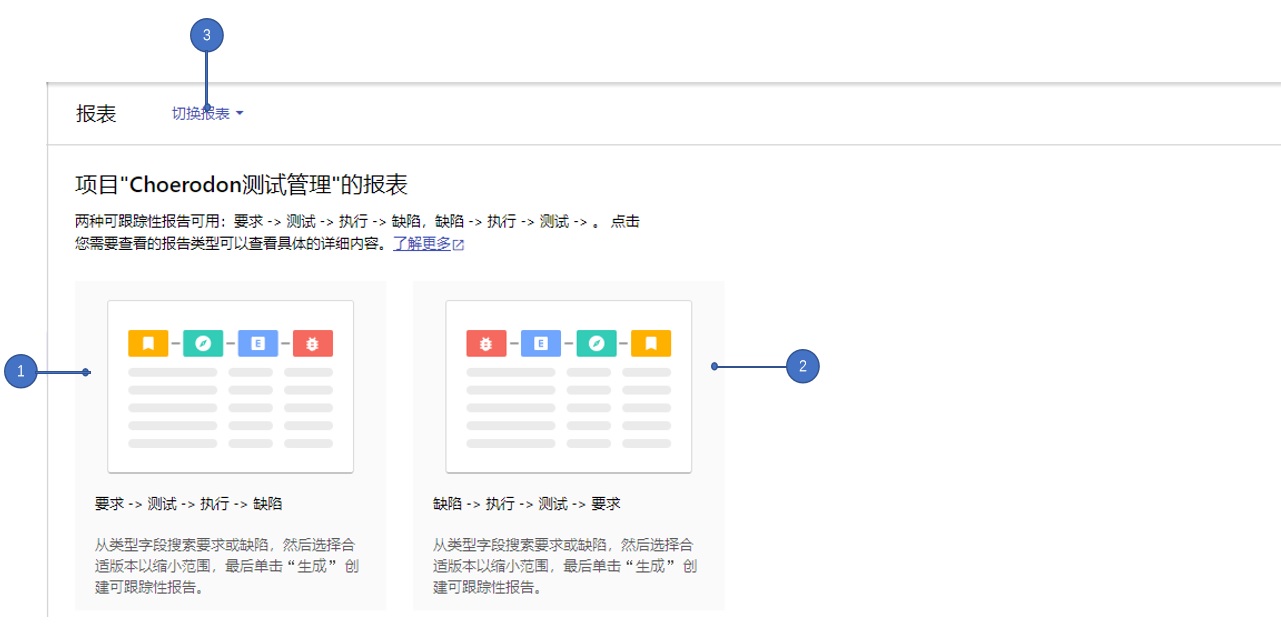 3
报表 切换报表
项目"Choerodon测试管理"的报表
两种可跟踪性报告可用：要求 -> 测试 -> 执行 -> 缺陷，缺陷 -> 执行 -> 测试 -> 。 点击
您需要查看的报告类型可以查看具体的详细内容。了解更多
E
E
1
2
要求 -> 测试 -> 执行 -> 缺陷
从类型字段搜索要求或缺陷，然后选择合
适版本以缩小范围，最后单击“生成” 创
建可跟踪性报告。
缺陷 -> 执行 -> 测试 -> 要求
从类型字段搜索要求或缺陷，然后选择合
适版本以缩小范围，最后单击“生成” 创
建可跟踪性报告。